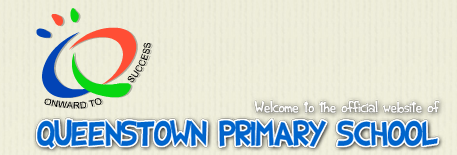 ONWARD TO SUCCESS
Welcome to the official website of
QUEENSTOWN PRIMARY SCHOOL